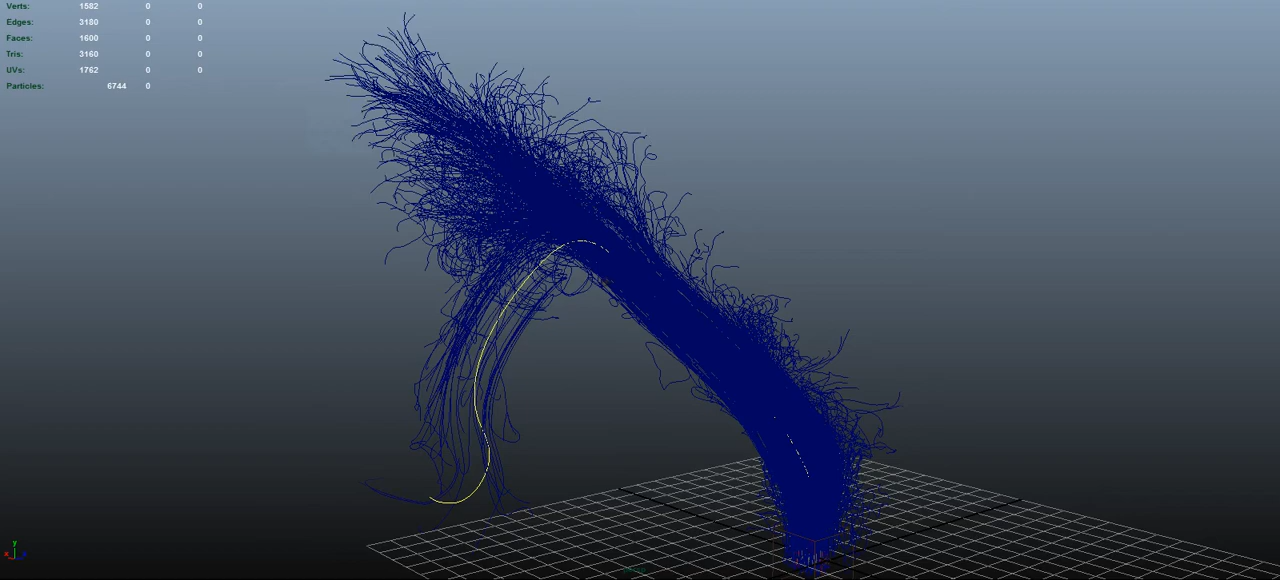 Verts: 1582 0 0
Edges: 3180 0 0
Faces: 1600 0 0
Tris: 3160 0 0
UVs: 1762 0 0
Particles: 6744 0
y